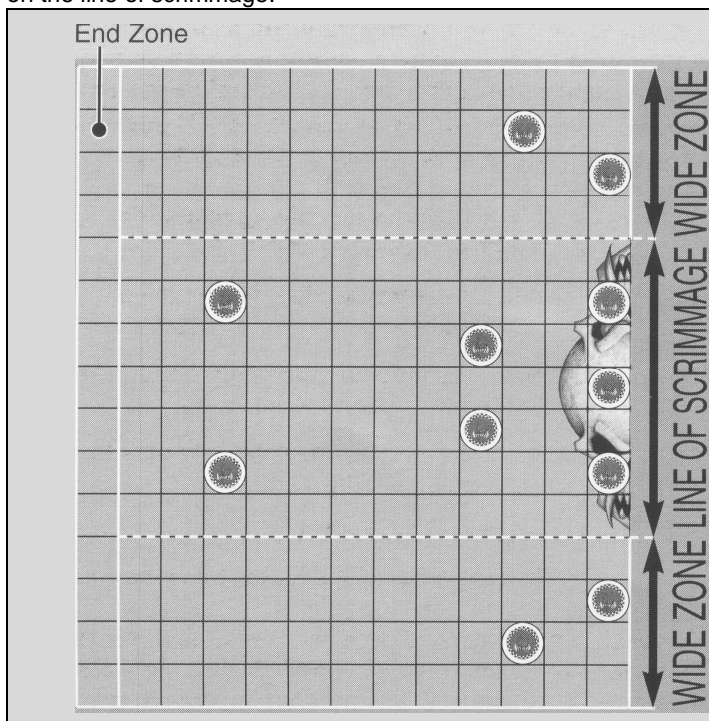 on the line of scrimmage.
End Zone
WIDE ZONE
LINE OF SCRIMMAGE
WIDE ZONE